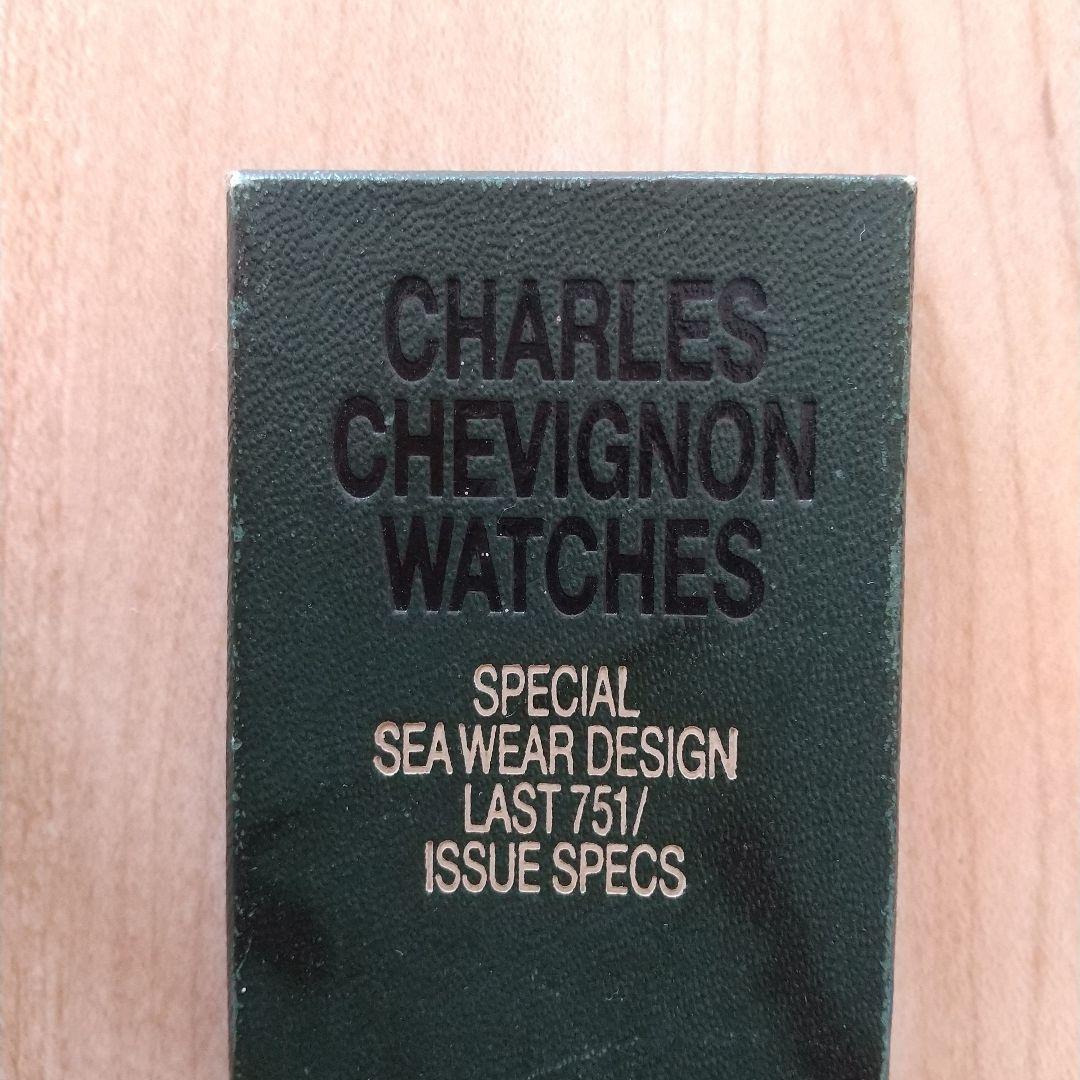 CHARLES
CHEVIGNON
WATCHES
SPECIAL
SEA WEAR DESIGN
LAST 751/
ISSUE SPECS